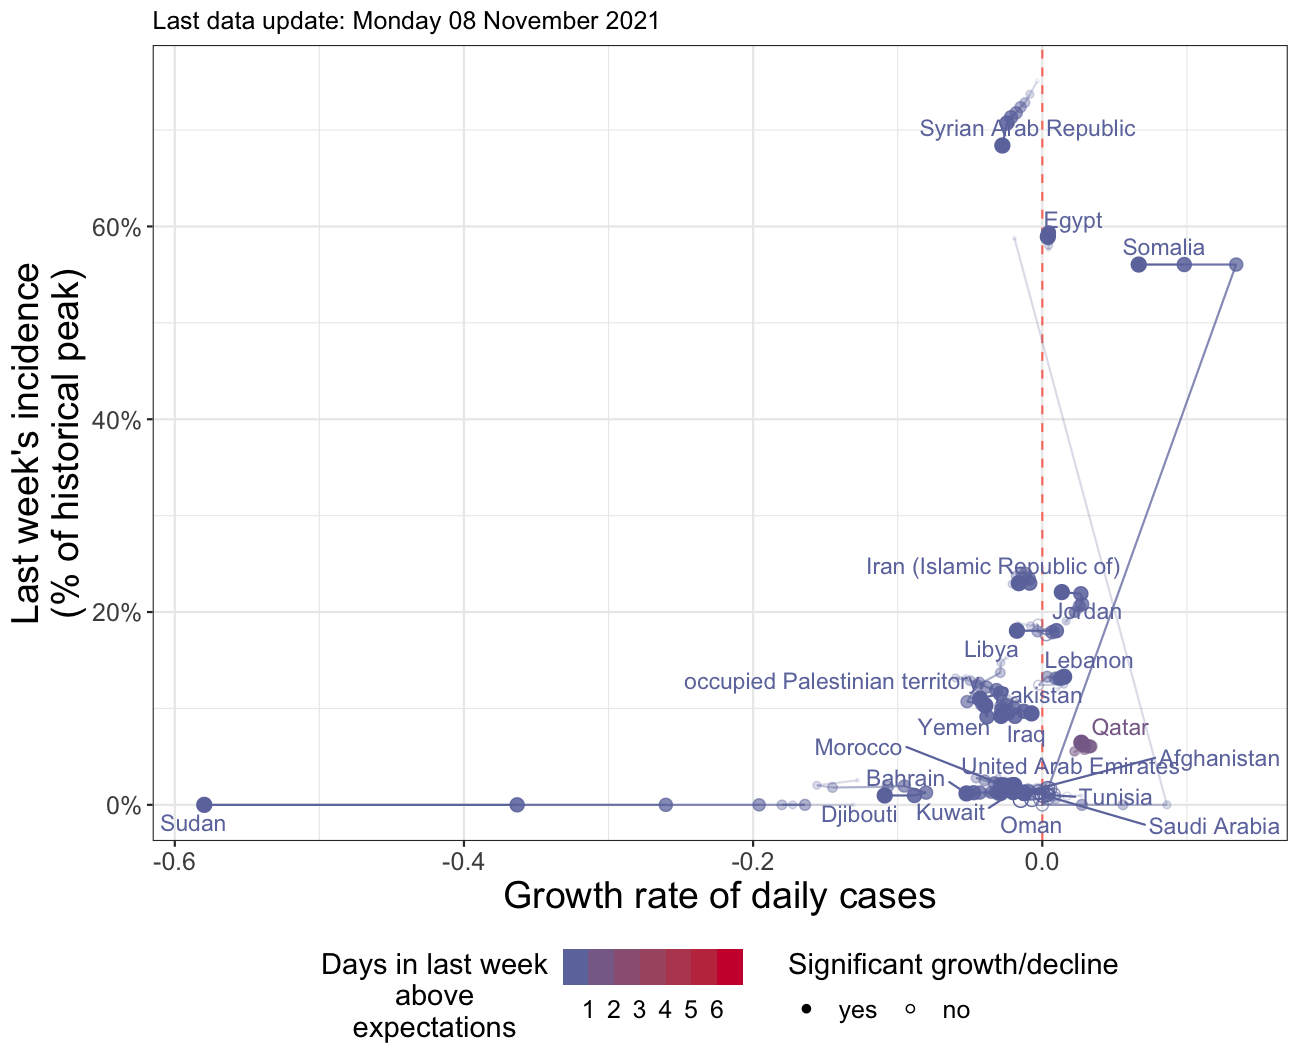 Last data update: Monday 08 November 2021
Last week's incidence
(% of historical peak)
60%
40%
20%
0%
Syrian Arab Republic
Egypt
Somalia
Iran (Islamic Republic of)
Jordan
Libya
Lebanon
occupied Palestinian territory
Pakistan
Yemen
Iraq
Qatar
Morocco
Afghanistan
United Arab Emirates
Bahrain
Tunisia
Djibouti
Kuwait
Sudan
Oman
Saudi Arabia
-0.6
-0.4
-0.2
0.0
Growth rate of daily cases
Days in last week
above
expectations
1 2 3 4 5 6
Significant growth/decline
yes
no